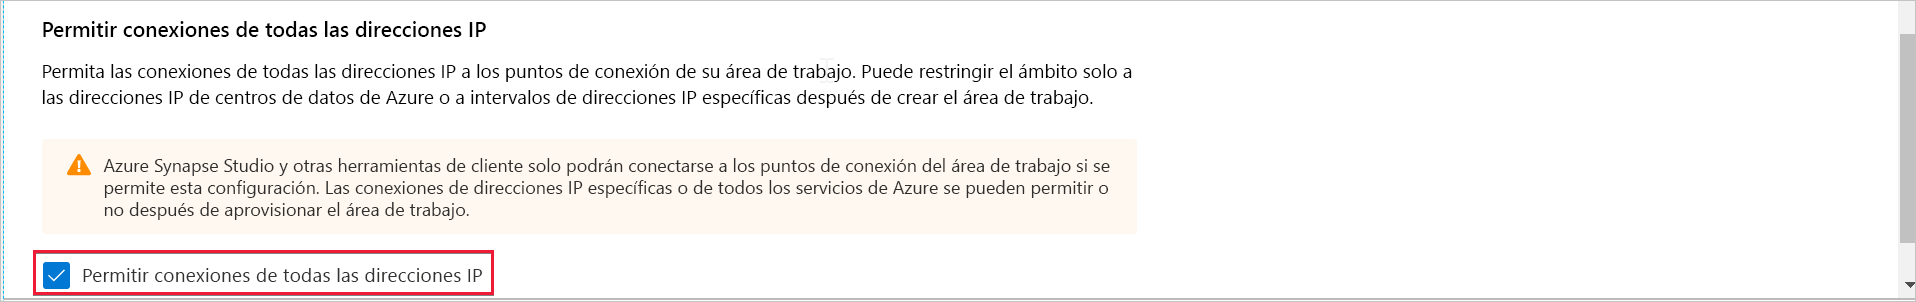 Permitir conexiones de todas las direcciones IP
Permita las conexiones de todas las direcciones IP a los puntos de conexión de su área de trabajo. Puede restringir el ámbito solo a
las direcciones IP de centros de datos de Azure o a intervalos de direcciones IP específicas después de crear el área de trabajo.
Azure Synapse Studio y otras herramientas de cliente solo podrán conectarse a los puntos de conexión del área de trabajo si se
permite esta configuración. Las conexiones de direcciones IP específicas o de todos los servicios de Azure se pueden permitir o
no después de aprovisionar el área de trabajo.
Permitir conexiones de todas las direcciones IP